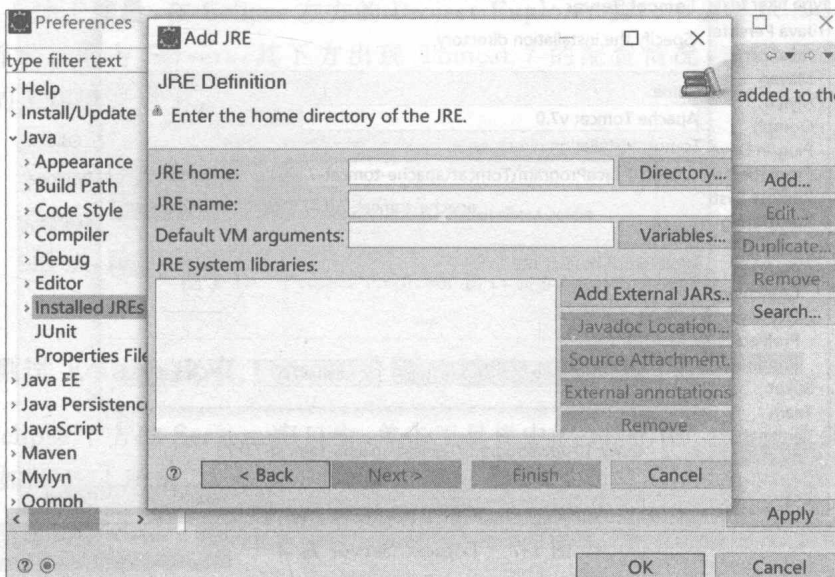 Preferences
type filter text
Help
Install/Update
Java
Appearance
Build Path
Code Style
Compiler
Debug
Editor
Installed JREs
JUnit
Properties File
Java EE
Java Persistenc
JavaScript
Maven
Mylyn
Oomph
Add JRE
JRE Definition
Enter the home directory of the JRE.
JRE home:
Directory...
JRE name:
Default VM arguments:
Variables...
JRE system libraries:
Add External JARs..
Javadoc Location...
Source Attachment.
External annotations
Remove
< Back
Next >
Finish
Cancel
added to the
Add...
Edit...
Duplicate...
Remove
Search...
Apply
OK
Cancel